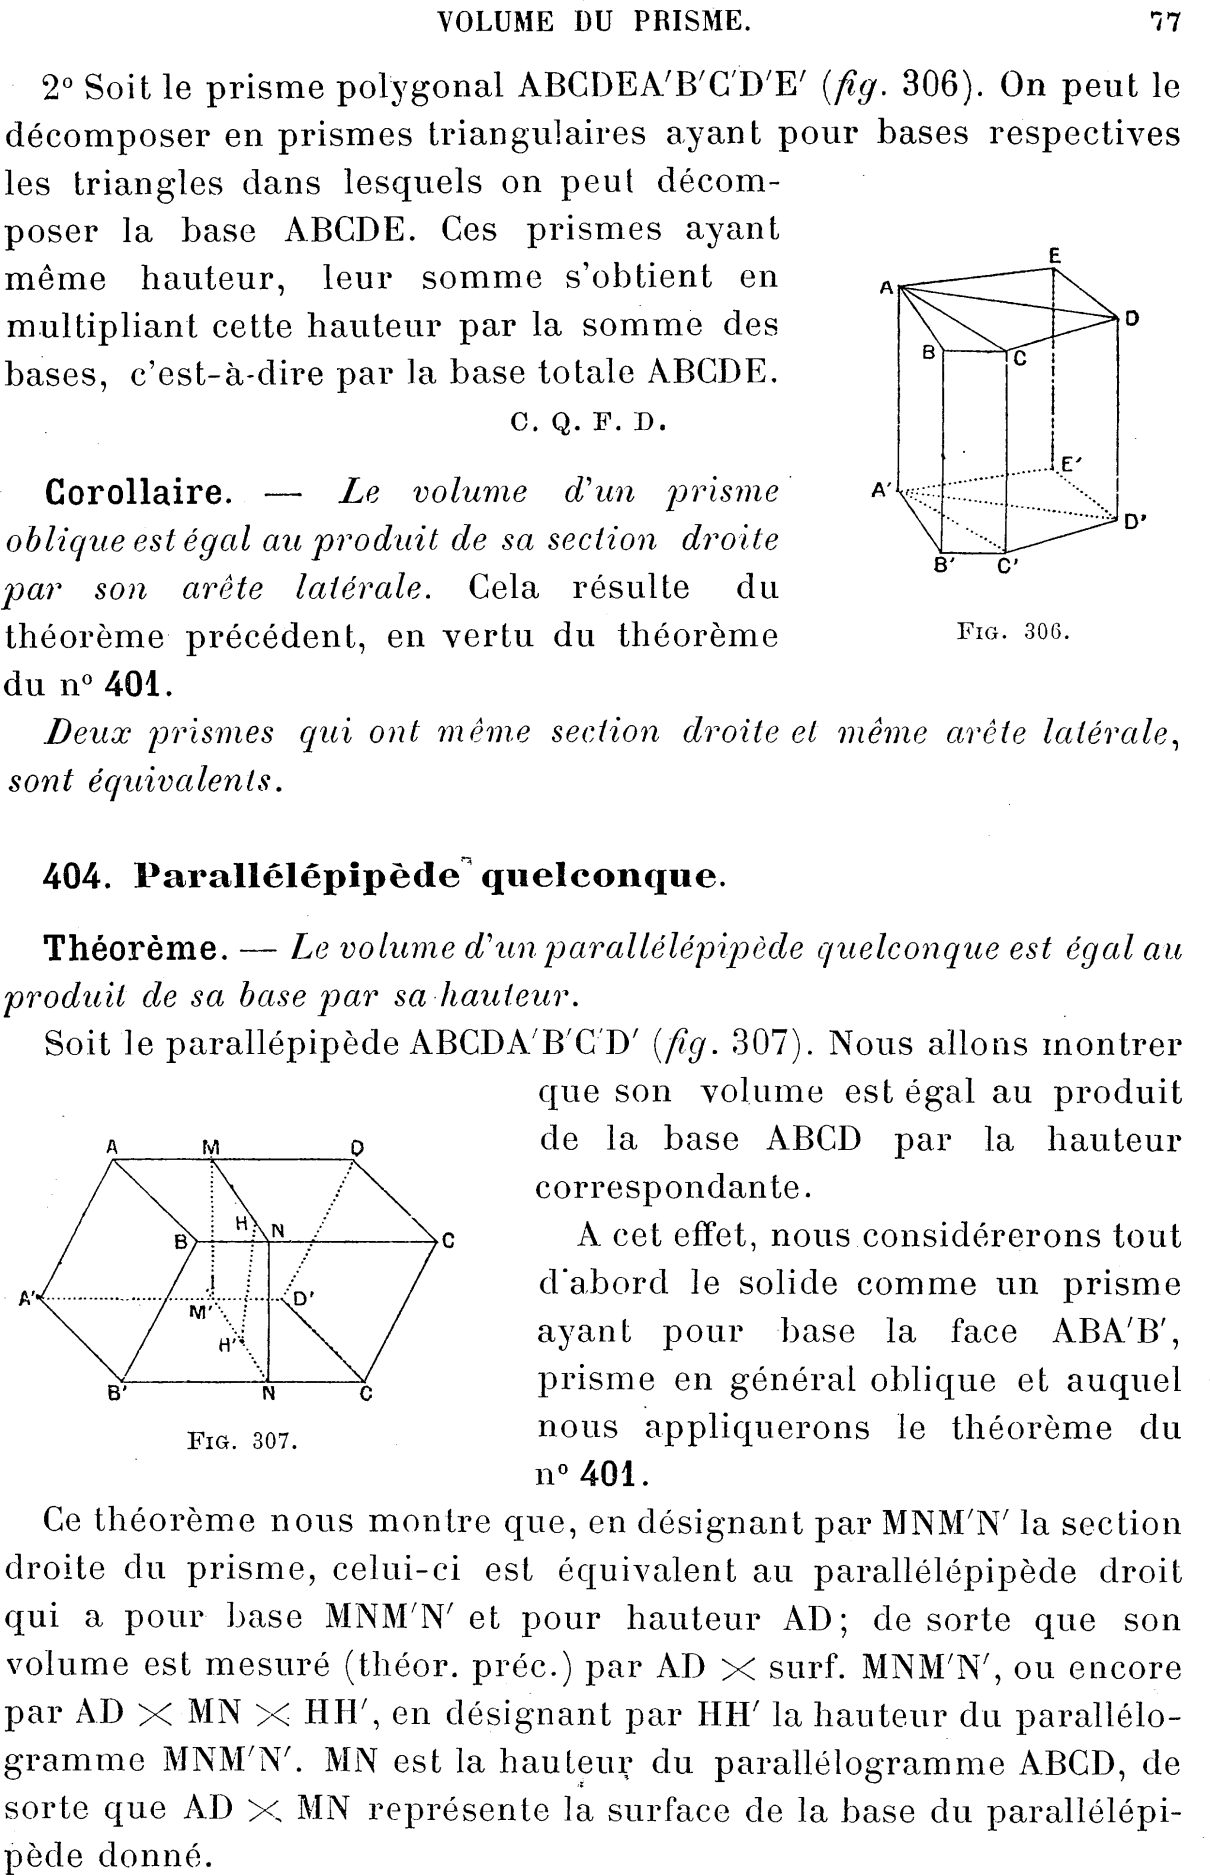 VOLUME DU PRISME. 77
2º Soit le prisme polygonal ABCDEA′B′C′D′E′ (fig. 306). On peut le
décomposer en prismes triangulaires ayant pour bases respectives
les triangles dans lesquels on peut décom-
poser la base ABCDE. Ces prismes ayant
même hauteur, leur somme s'obtient en
multipliant cette hauteur par la somme des
bases, c'est-à-dire par la base totale ABCDE.
C. Q. F. D.
Corollaire. — Le volume d'un prisme
oblique est égal au produit de sa section droite
par son arête latérale. Cela résulte du
théorème précédent, en vertu du théorème
du nº 401.
E
A
D
B
C
E′
A′
D′
B′ C′
FIG. 306.
Deux prismes qui ont même section droite et même arête latérale,
sont équivalents.
404. Parallélépipède quelconque.
Théorème. — Le volume d'un parallélépipède quelconque est égal au
produit de sa base par sa hauteur.
Soit le parallépipède ABCDA′B′C′D′ (fig. 307). Nous allons montrer
que son volume est égal au produit
de la base ABCD par la hauteur
correspondante.
A cet effet, nous considérerons tout
d'abord le solide comme un prisme
ayant pour base la face ABA′B′,
prisme en général oblique et auquel
nous appliquerons le théorème du
nº 401.
A M D
H N
B C
A′ M′ D′
H′
B′ N C
FIG. 307.
Ce théorème nous montre que, en désignant par MNM′N′ la section
droite du prisme, celui-ci est équivalent au parallélépipède droit
qui a pour base MNM′N′ et pour hauteur AD; de sorte que son
volume est mesuré (théor. préc.) par AD × surf. MNM′N′, ou encore
par AD × MN × HH′, en désignant par HH′ la hauteur du parallélo-
gramme MNM′N′. MN est la hauteur du parallélogramme ABCD, de
sorte que AD × MN représente la surface de la base du parallélépi-
pède donné.